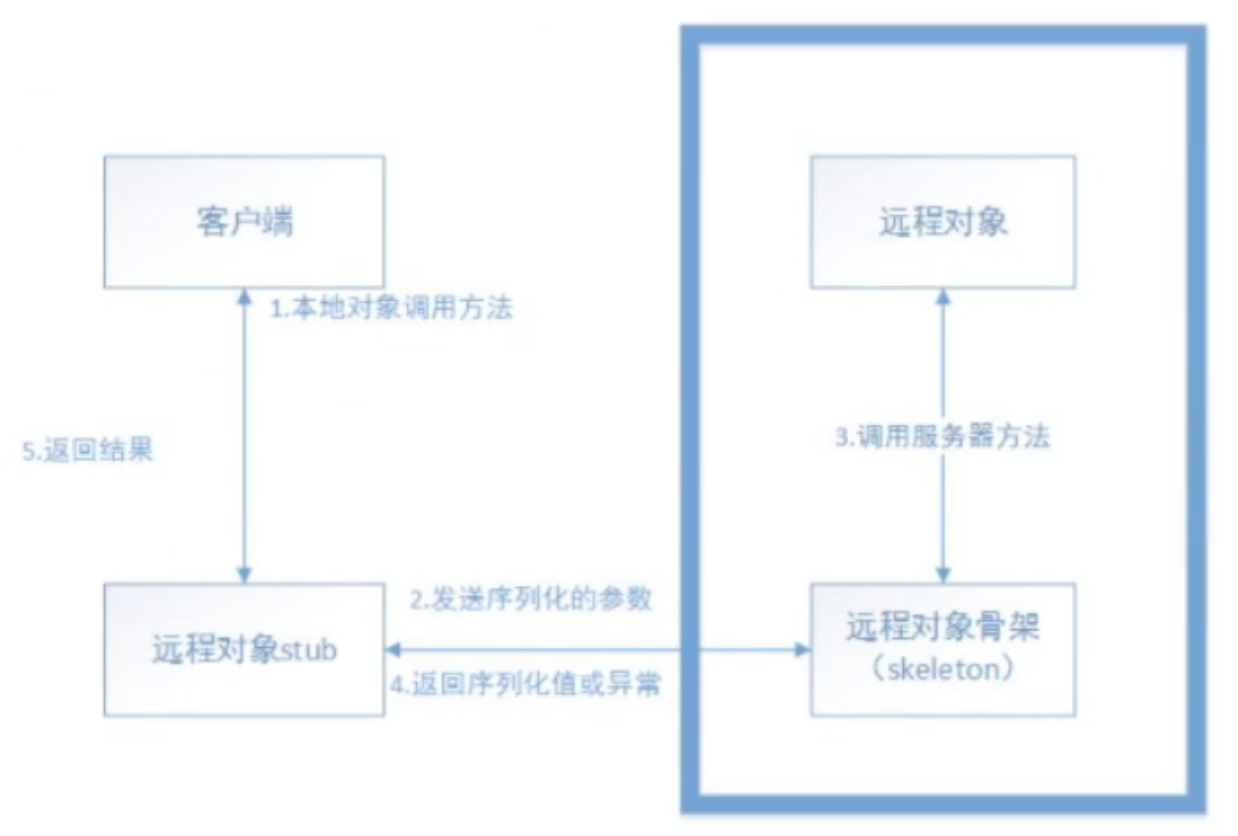 客户端
远程对象
1.本地对象调用方法
5.返回结果
3.调用服务器方法
2.发送序列化的参数
远程对象stub
远程对象骨架
（skeleton）
4.返回序列化值或异常